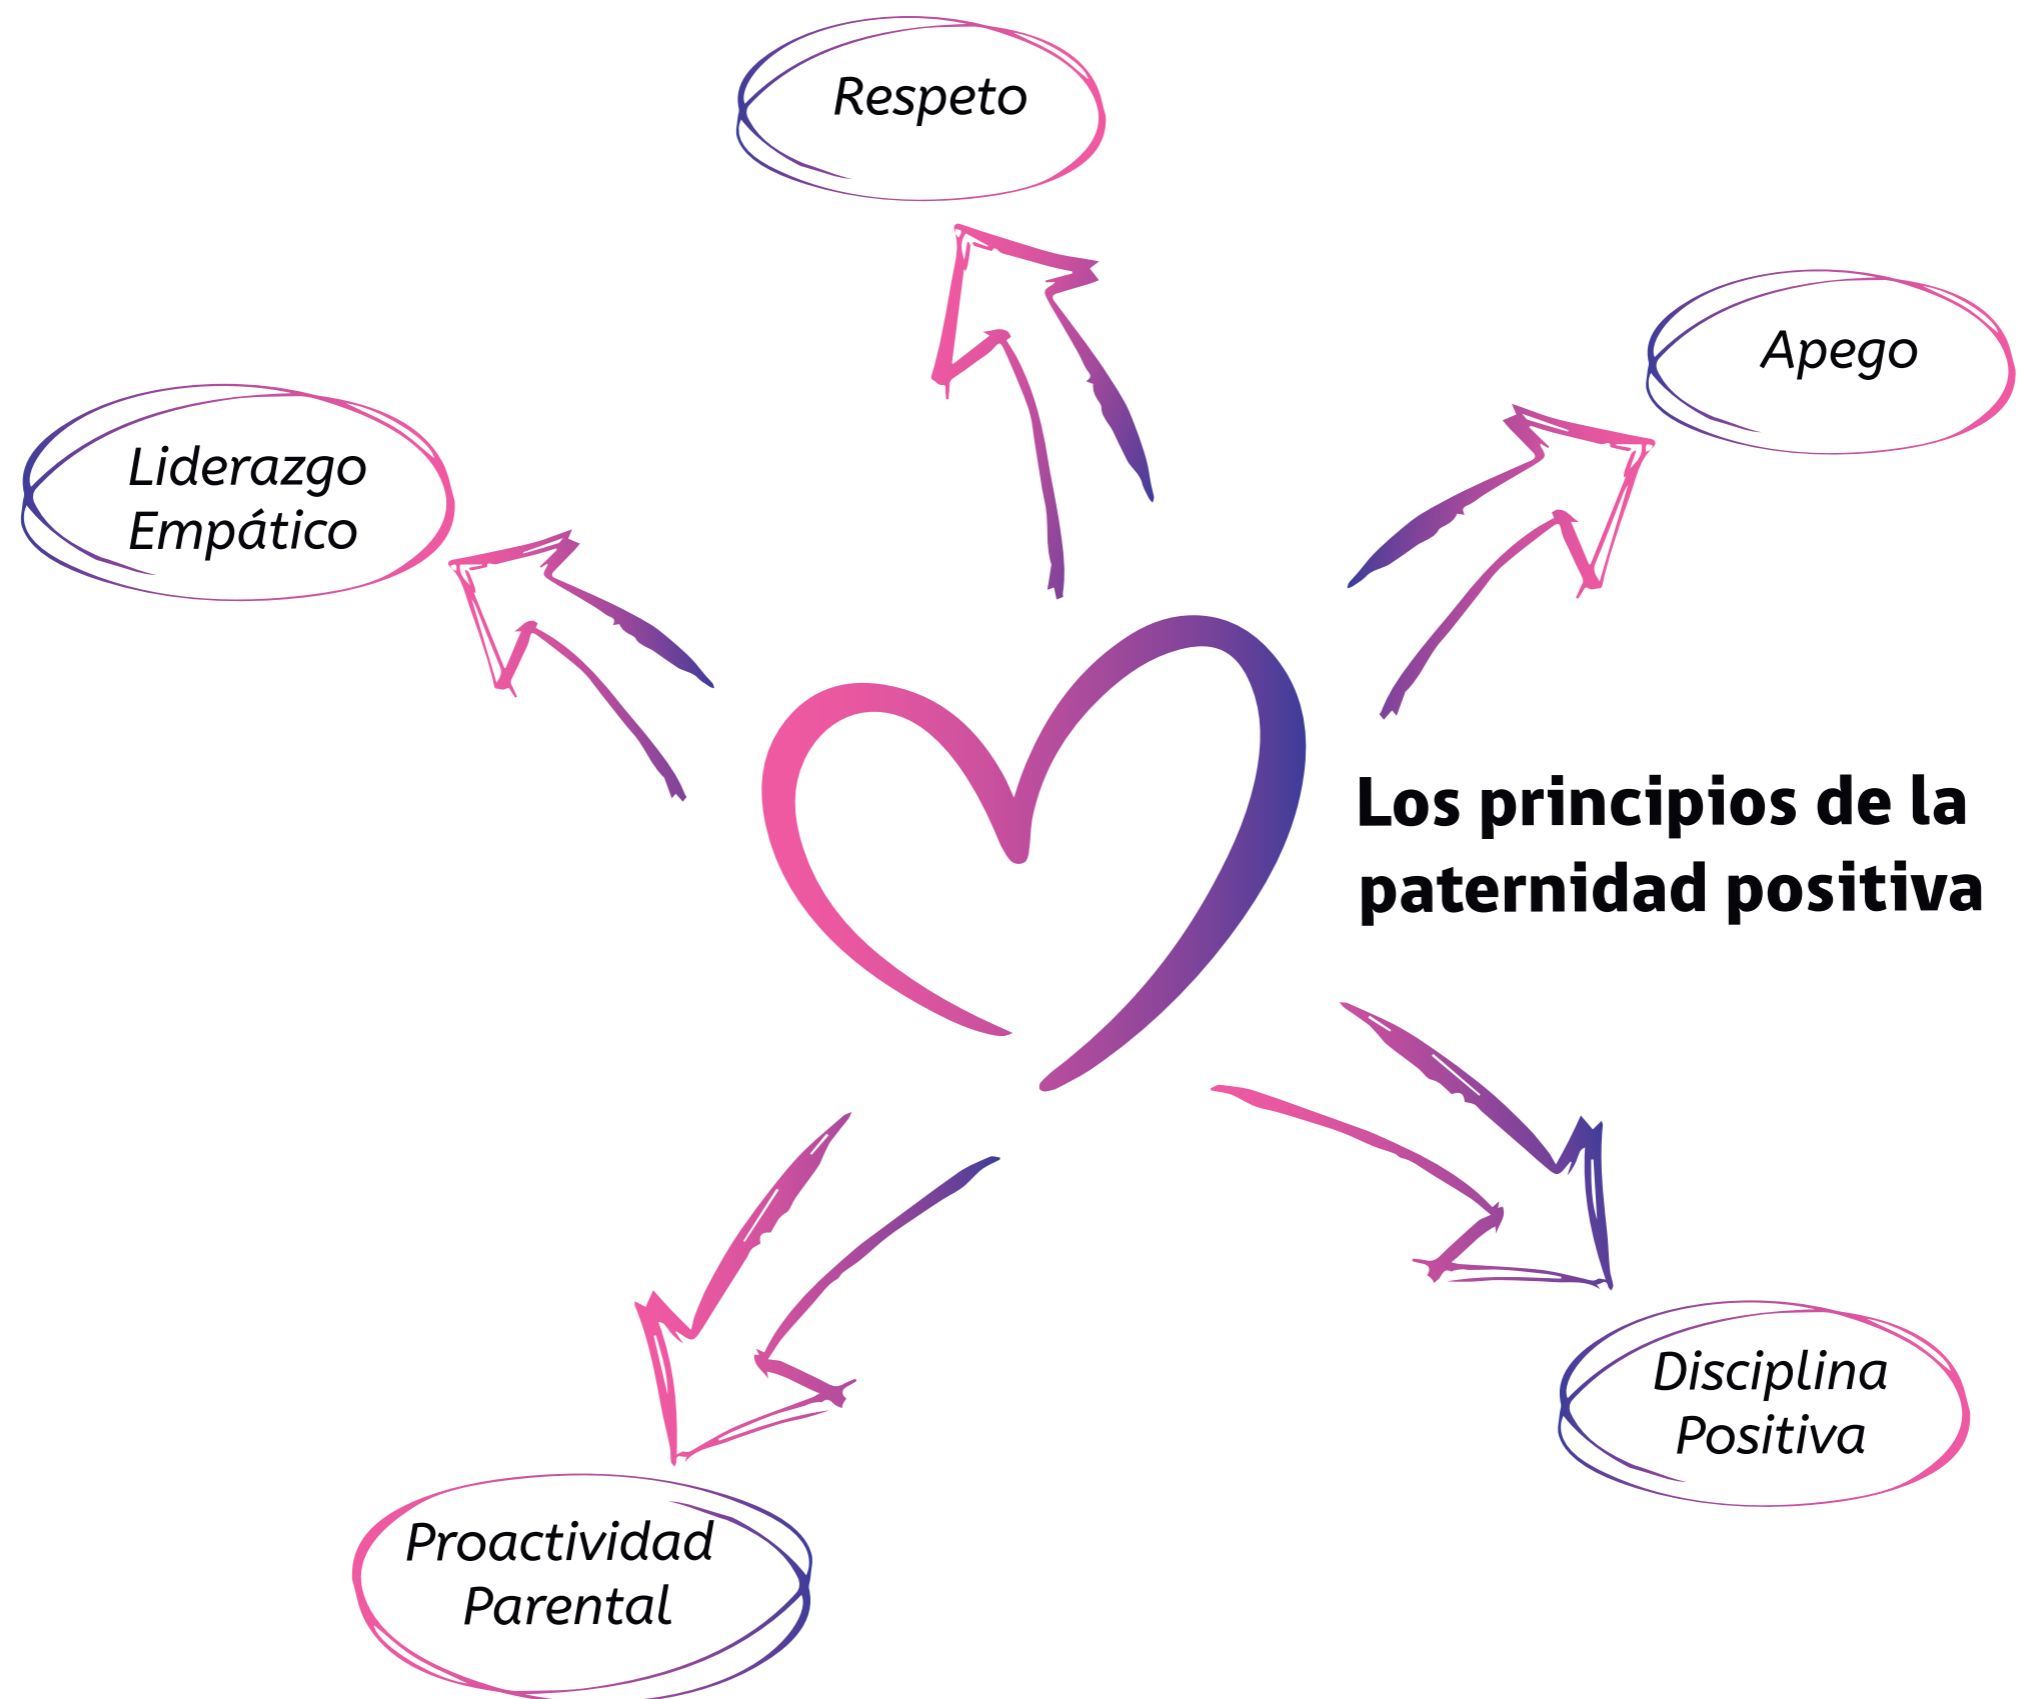 Respeto
Apego
Liderazgo
Empático
Los principios de la
paternidad positiva
Disciplina
Positiva
Proactividad
Parental